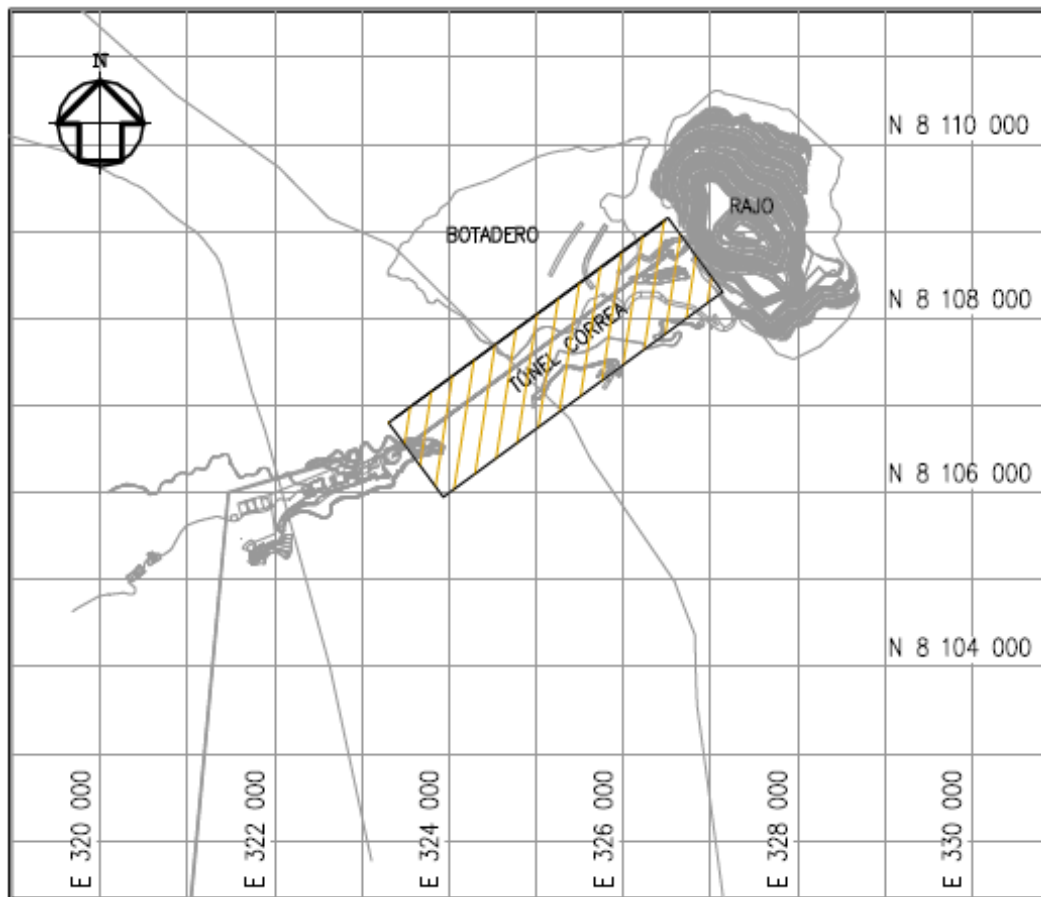 N
N 8 110 000
RAJO
BOTADERO
N 8 108 000
TÚNEL CORREA
N 8 106 000
N 8 104 000
E 320 000
E 322 000
E 324 000
E 326 000
E 328 000
E 330 000